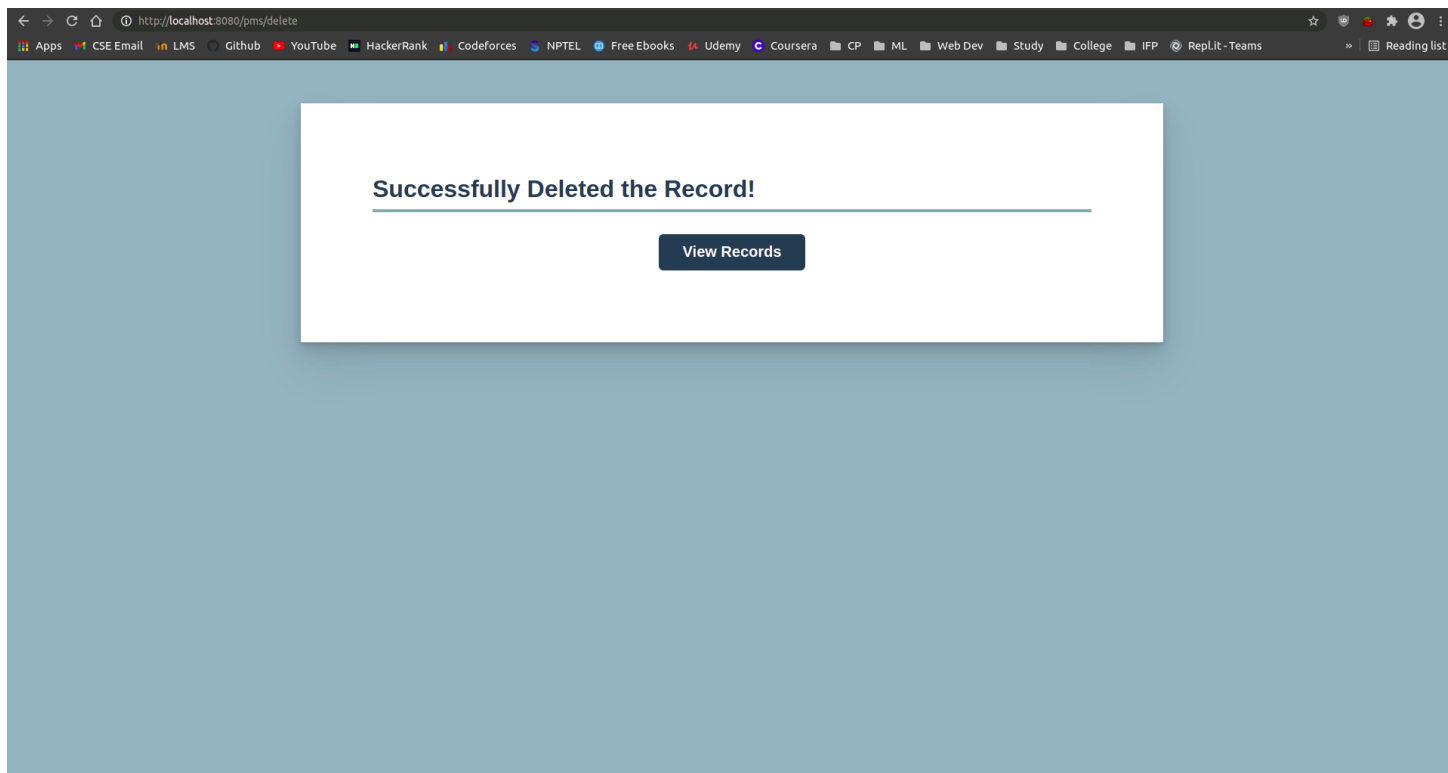 http://localhost:8080/pms/delete
Apps CSE Email LMS Github YouTube HackerRank Codeforces NPTEL Free Ebooks Udemy Coursera CP ML Web Dev Study College IFP Repl.it - Teams » Reading list
Successfully Deleted the Record!
View Records